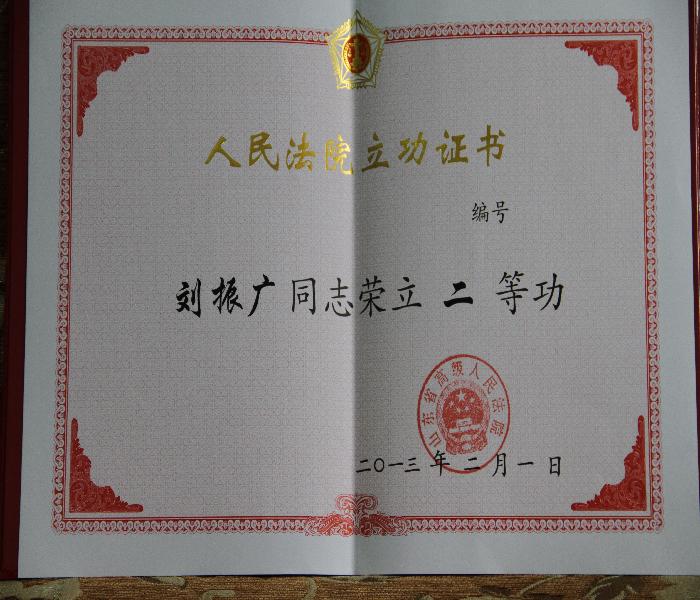 人民法院立功证书
编号
刘振广同志荣立 二 等功
山东省高级人民法院
二〇一三 年 二 月 一 日